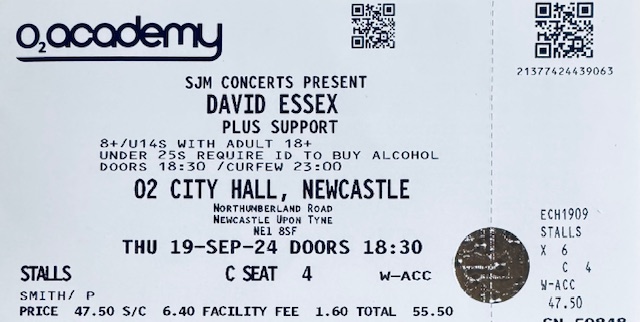 O2 academy
SJM CONCERTS PRESENT
DAVID ESSEX
PLUS SUPPORT
8+/U14S WITH ADULT 18+
UNDER 25S REQUIRE ID TO BUY ALCOHOL
DOORS 18:30 /CURFEW 23:00
O2 CITY HALL, NEWCASTLE
NORTHUMBERLAND ROAD
NEWCASTLE UPON TYNE
NE1 8SF
THU 19-SEP-24 DOORS 18:30
STALLS C SEAT 4 W-ACC
SMITH/ P
PRICE 47.50 S/C 6.40 FACILITY FEE 1.60 TOTAL 55.50
21377424439063
ECH1909
STALLS
X 6
C 4
W-ACC
47.50